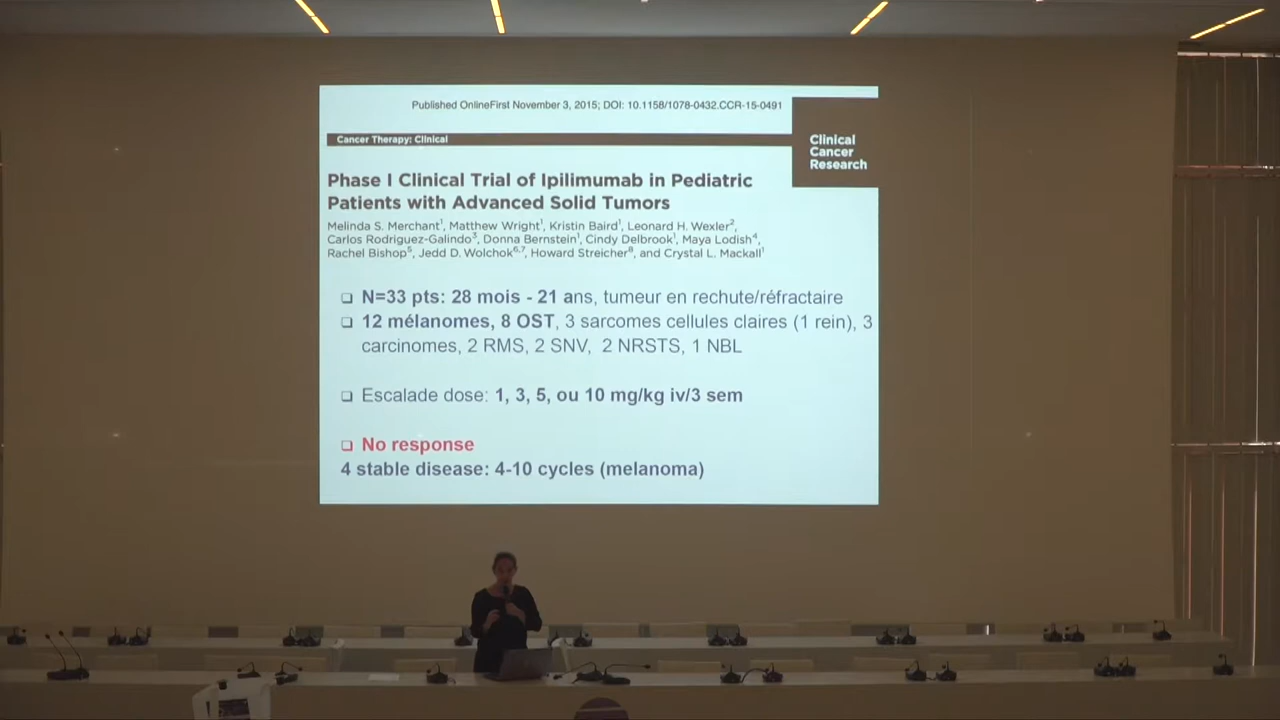 Published OnlineFirst November 3, 2015; DOI: 10.1158/1078-0432.CCR-15-0491
Cancer Therapy: Clinical
Clinical
Cancer
Research
Phase I Clinical Trial of Ipilimumab in Pediatric
Patients with Advanced Solid Tumors
Melinda S. Merchant¹, Matthew Wright¹, Kristin Baird¹, Leonard H. Wexler²,
Carlos Rodriguez-Galindo³, Donna Bernstein¹, Cindy Delbrook¹, Maya Lodish⁴,
Rachel Bishop⁵, Jedd D. Wolchok⁶,⁷, Howard Streicher⁸, and Crystal L. Mackall¹
❑ N=33 pts: 28 mois - 21 ans, tumeur en rechute/réfractaire
❑ 12 mélanomes, 8 OST, 3 sarcomes cellules claires (1 rein), 3
carcinomes, 2 RMS, 2 SNV, 2 NRSTS, 1 NBL
❑ Escalade dose: 1, 3, 5, ou 10 mg/kg iv/3 sem
❑ No response
4 stable disease: 4-10 cycles (melanoma)